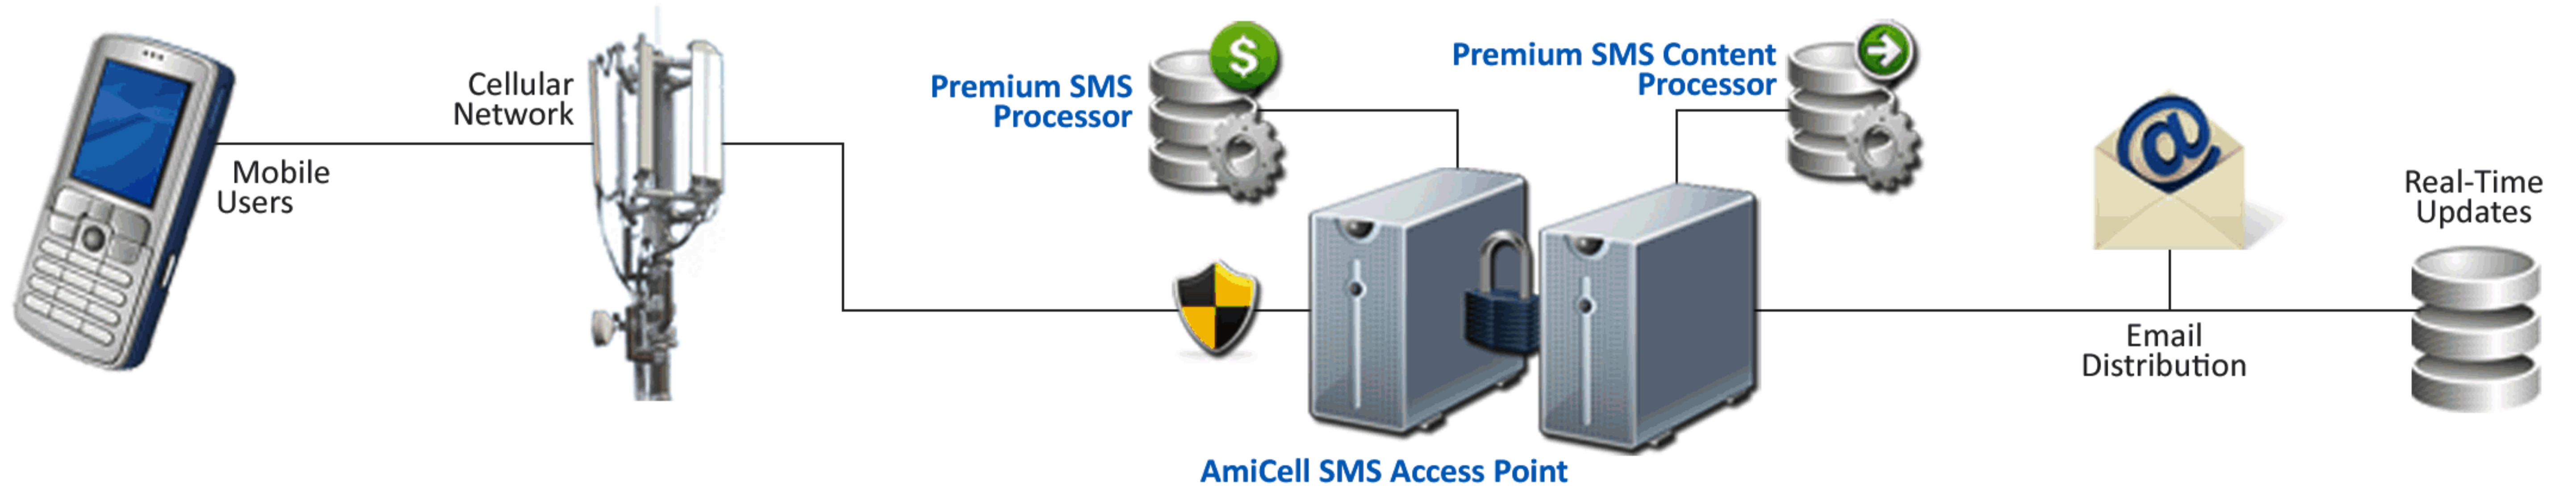 Mobile
Users
Cellular
Network
Premium SMS
Processor
$
Premium SMS Content
Processor
AmiCell SMS Access Point
@
Email
Distribution
Real-Time
Updates